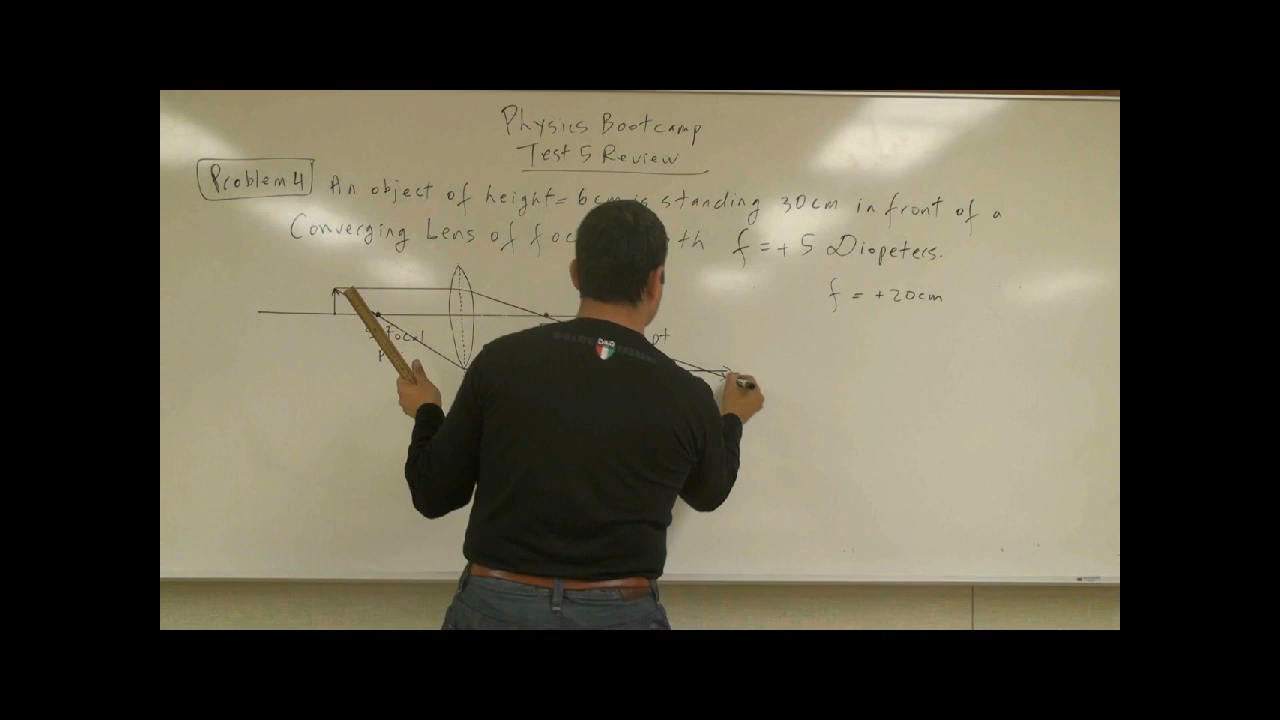 Physics Bootcamp
Test 5 Review
Problem 4 An object of height = 6cm is standing 30cm in front of a
Converging Lens of foc th f = + 5 Diopeters.
f = +20cm
focal
pt